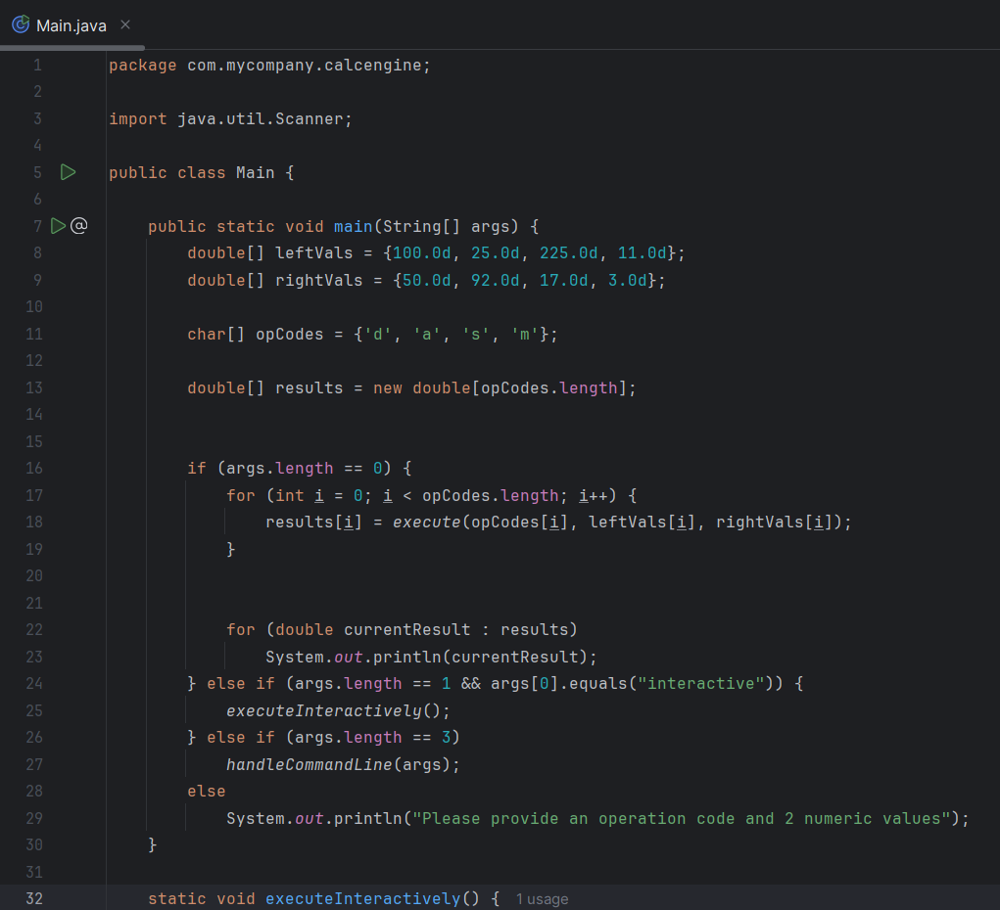 Main.java
1 package com.mycompany.calcengine;
2
3 import java.util.Scanner;
4
5 public class Main {
6
7 @ public static void main(String[] args) {
8 double[] leftVals = {100.0d, 25.0d, 225.0d, 11.0d};
9 double[] rightVals = {50.0d, 92.0d, 17.0d, 3.0d};
10
11 char[] opCodes = {'d', 'a', 's', 'm'};
12
13 double[] results = new double[opCodes.length];
14
15
16 if (args.length == 0) {
17 for (int i = 0; i < opCodes.length; i++) {
18 results[i] = execute(opCodes[i], leftVals[i], rightVals[i]);
19 }
20
21
22 for (double currentResult : results)
23 System.out.println(currentResult);
24 } else if (args.length == 1 && args[0].equals("interactive")) {
25 executeInteractively();
26 } else if (args.length == 3)
27 handleCommandLine(args);
28 else
29 System.out.println("Please provide an operation code and 2 numeric values");
30 }
31
32 static void executeInteractively() { 1 usage